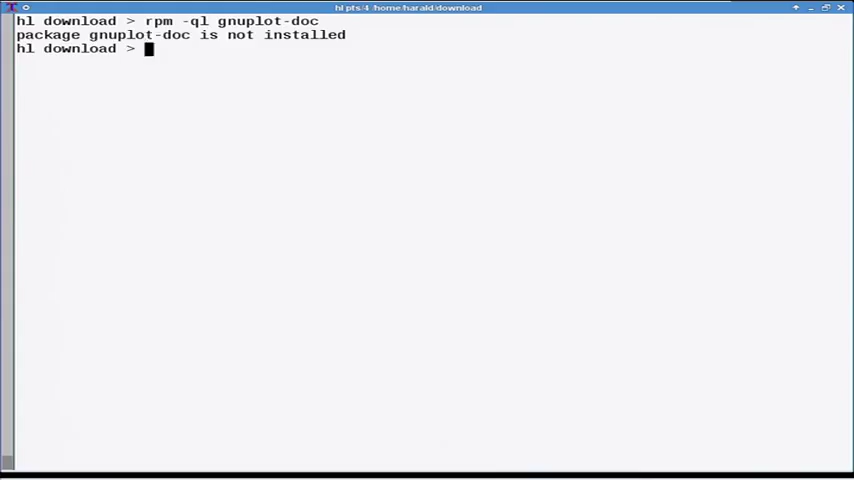 hl pts/4 /home/harald/download
hl download > rpm -ql gnuplot-doc
package gnuplot-doc is not installed
hl download >